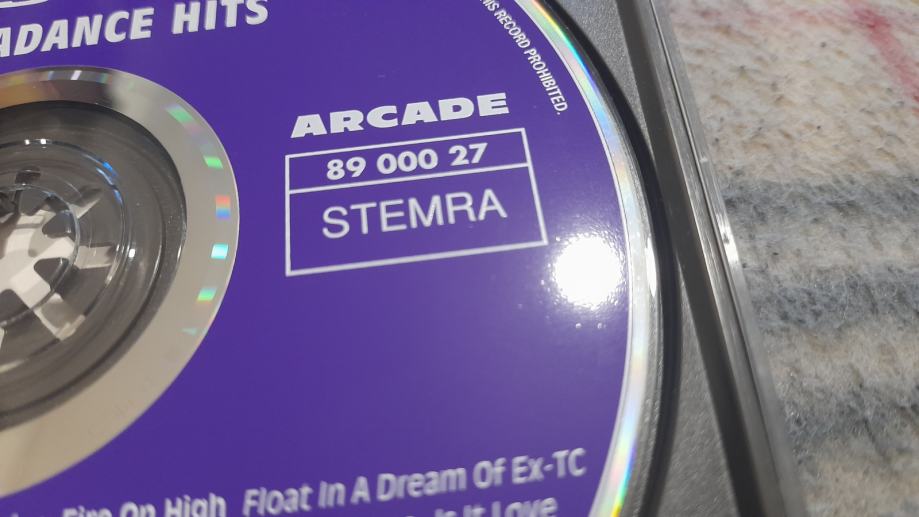 ADANCE HITS
THIS RECORD PROHIBITED.
ARCADE
89 000 27
STEMRA
Fire On High Float In A Dream Of Ex-TC
Is It Love